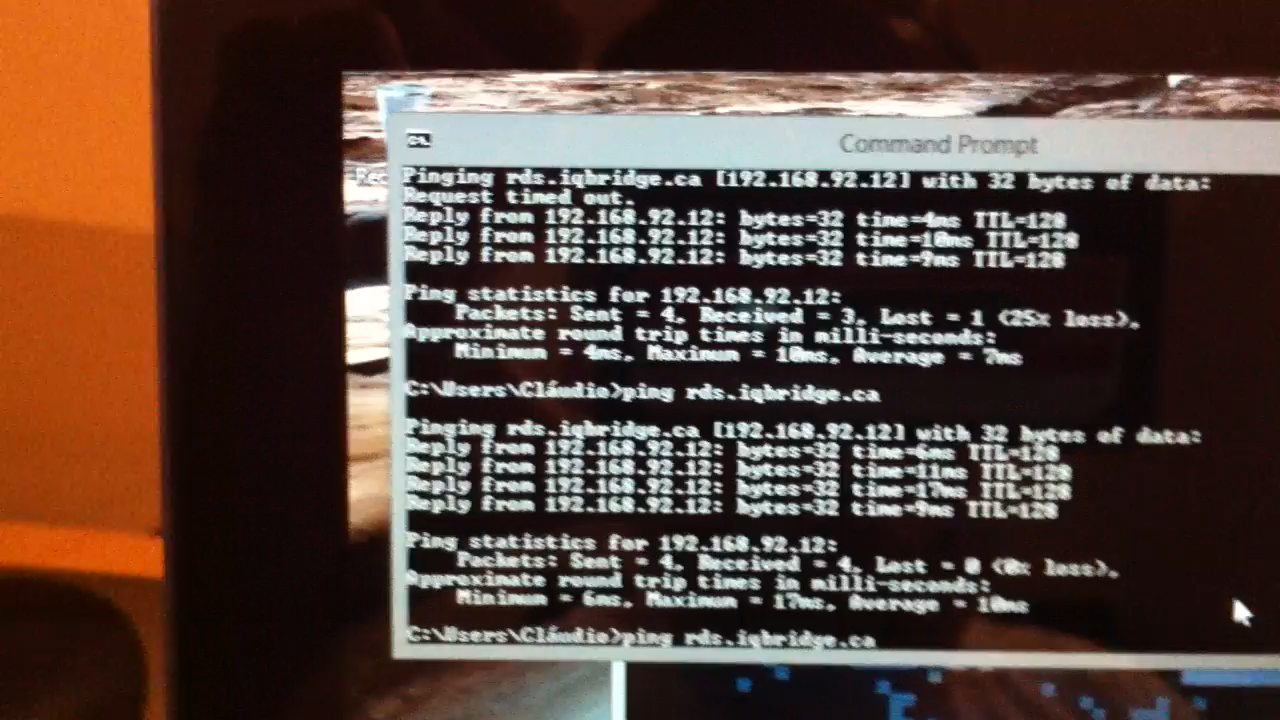 Command Prompt
Rec
Pinging rds.iqbridge.ca [192.168.92.12] with 32 bytes of data:
Request timed out.
Reply from 192.168.92.12: bytes=32 time=4ms TTL=128
Reply from 192.168.92.12: bytes=32 time=10ms TTL=128
Reply from 192.168.92.12: bytes=32 time=9ms TTL=128
Ping statistics for 192.168.92.12:
Packets: Sent = 4, Received = 3, Lost = 1 (25% loss),
Approximate round trip times in milli-seconds:
Minimum = 4ms, Maximum = 10ms, Average = 7ms
C:\Users\Cláudio>ping rds.iqbridge.ca
Pinging rds.iqbridge.ca [192.168.92.12] with 32 bytes of data:
Reply from 192.168.92.12: bytes=32 time=6ms TTL=128
Reply from 192.168.92.12: bytes=32 time=11ms TTL=128
Reply from 192.168.92.12: bytes=32 time=17ms TTL=128
Reply from 192.168.92.12: bytes=32 time=9ms TTL=128
Ping statistics for 192.168.92.12:
Packets: Sent = 4, Received = 4, Lost = 0 (0% loss),
Approximate round trip times in milli-seconds:
Minimum = 6ms, Maximum = 17ms, Average = 10ms
C:\Users\Cláudio>ping rds.iqbridge.ca